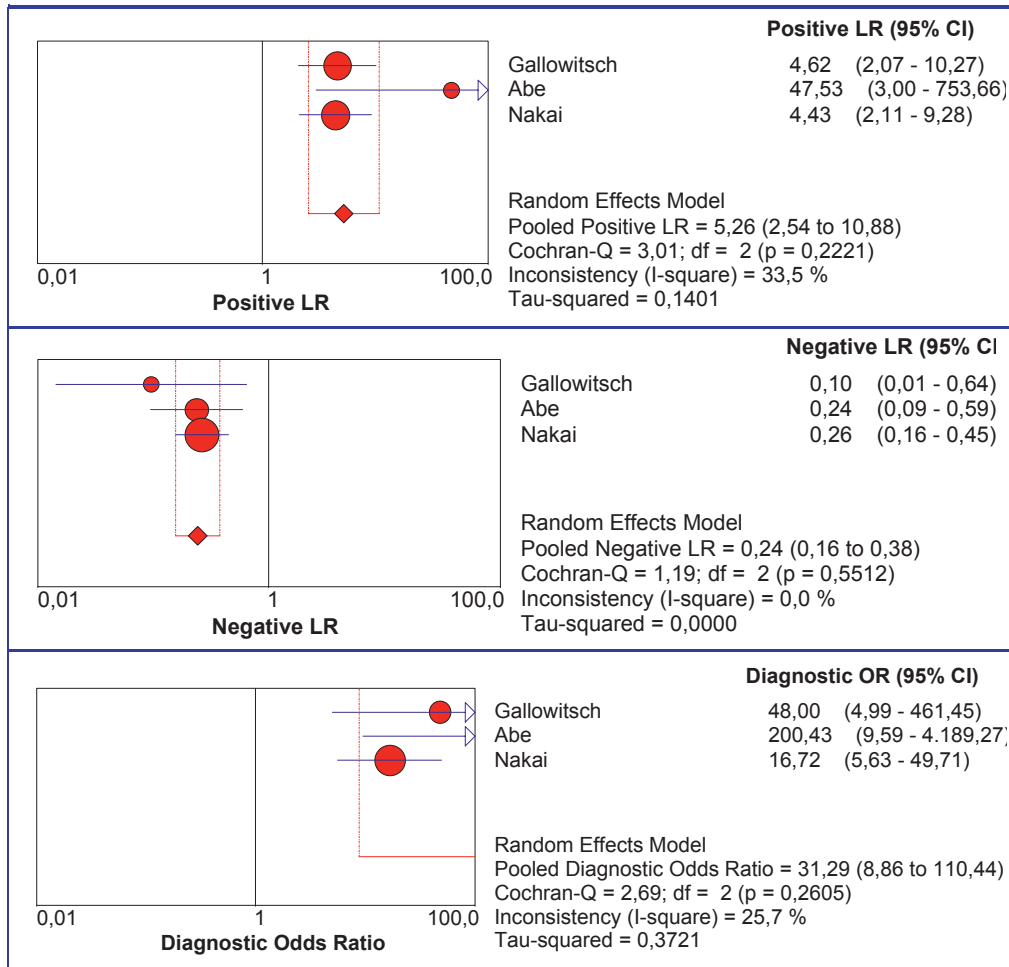 Positive LR (95% CI)
Gallowitsch 4,62 (2,07 - 10,27)
Abe 47,53 (3,00 - 753,66)
Nakai 4,43 (2,11 - 9,28)
Random Effects Model
Pooled Positive LR = 5,26 (2,54 to 10,88)
Cochran-Q = 3,01; df = 2 (p = 0,2221)
Inconsistency (I-square) = 33,5 %
Tau-squared = 0,1401
0,01 1 100,0
Positive LR
Negative LR (95% CI
Gallowitsch 0,10 (0,01 - 0,64)
Abe 0,24 (0,09 - 0,59)
Nakai 0,26 (0,16 - 0,45)
Random Effects Model
Pooled Negative LR = 0,24 (0,16 to 0,38)
Cochran-Q = 1,19; df = 2 (p = 0,5512)
Inconsistency (I-square) = 0,0 %
Tau-squared = 0,0000
0,01 1 100,0
Negative LR
Diagnostic OR (95% CI)
Gallowitsch 48,00 (4,99 - 461,45)
Abe 200,43 (9,59 - 4.189,27)
Nakai 16,72 (5,63 - 49,71)
Random Effects Model
Pooled Diagnostic Odds Ratio = 31,29 (8,86 to 110,44)
Cochran-Q = 2,69; df = 2 (p = 0,2605)
Inconsistency (I-square) = 25,7 %
Tau-squared = 0,3721
0,01 1 100,0
Diagnostic Odds Ratio